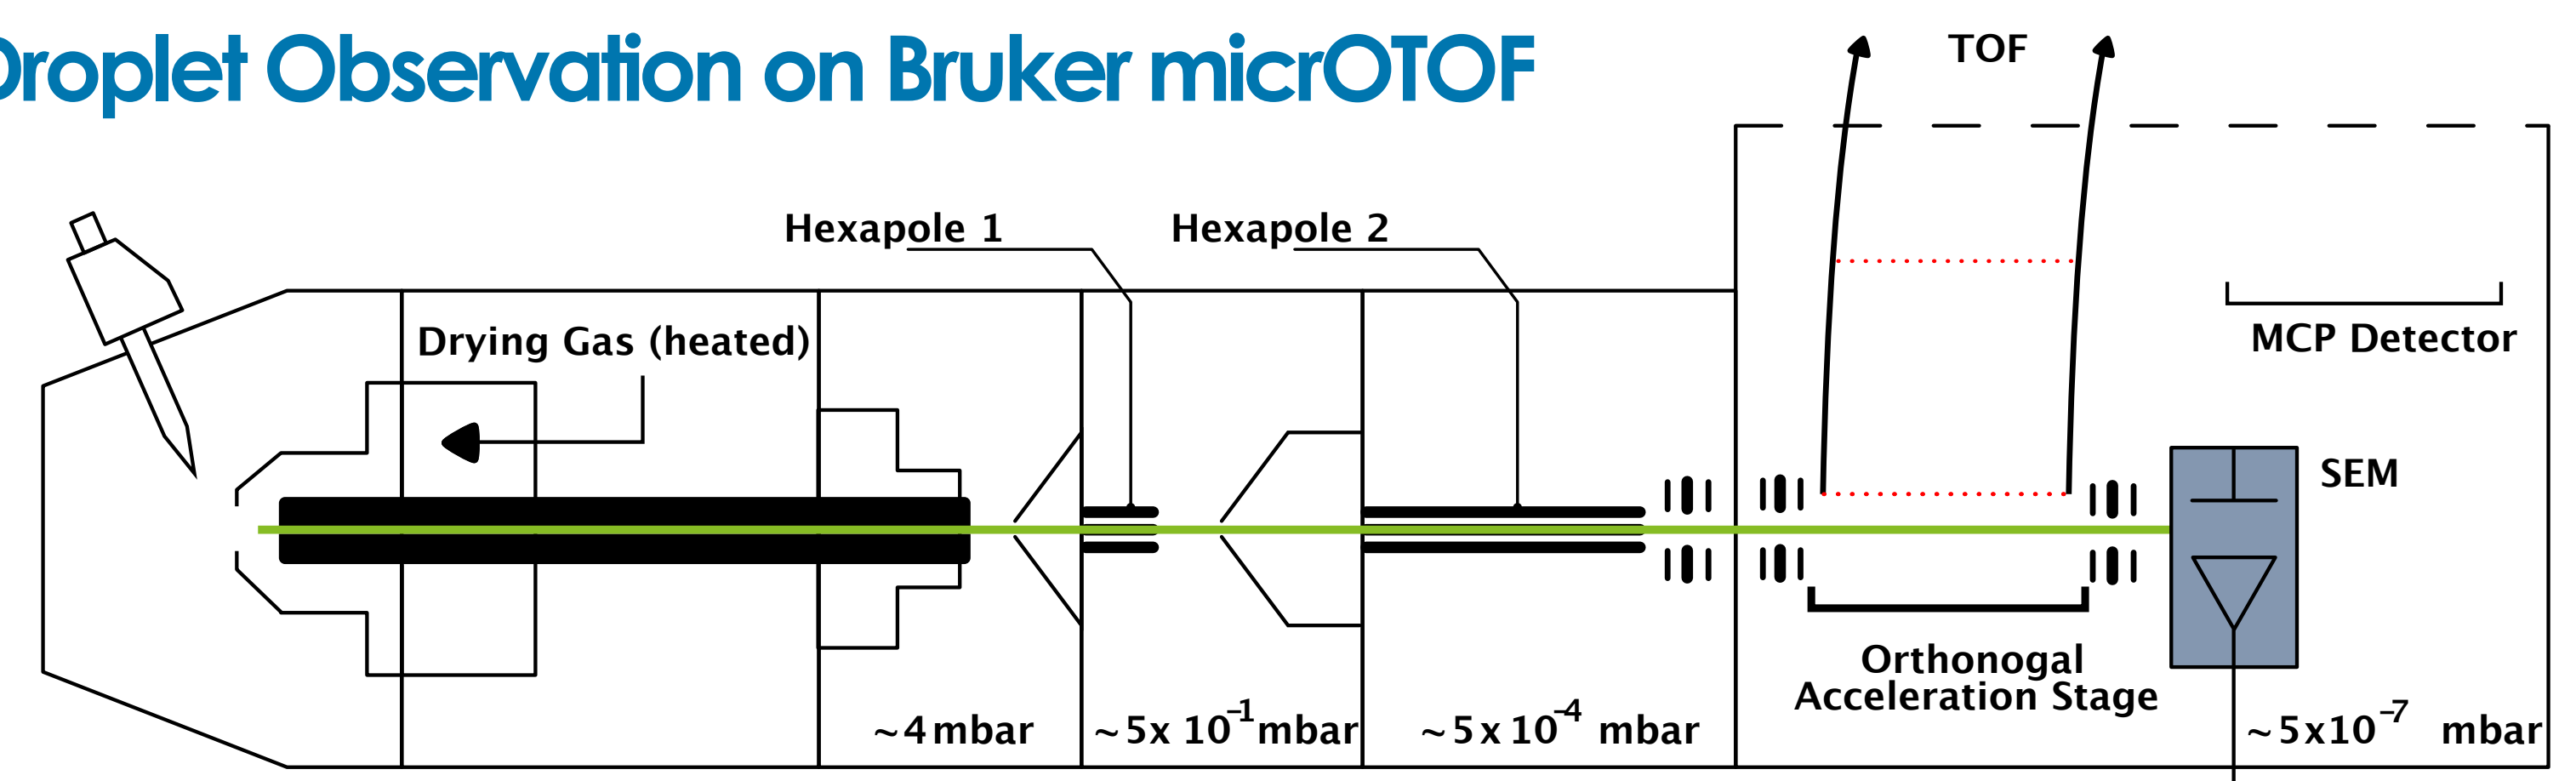 Droplet Observation on Bruker micrOTOF
TOF
Hexapole 1
Hexapole 2
Drying Gas (heated)
MCP Detector
SEM
Orthonogal
Acceleration Stage
~4mbar
~5x 10⁻¹mbar
~5x10⁻⁴ mbar
~5x10⁻⁷ mbar